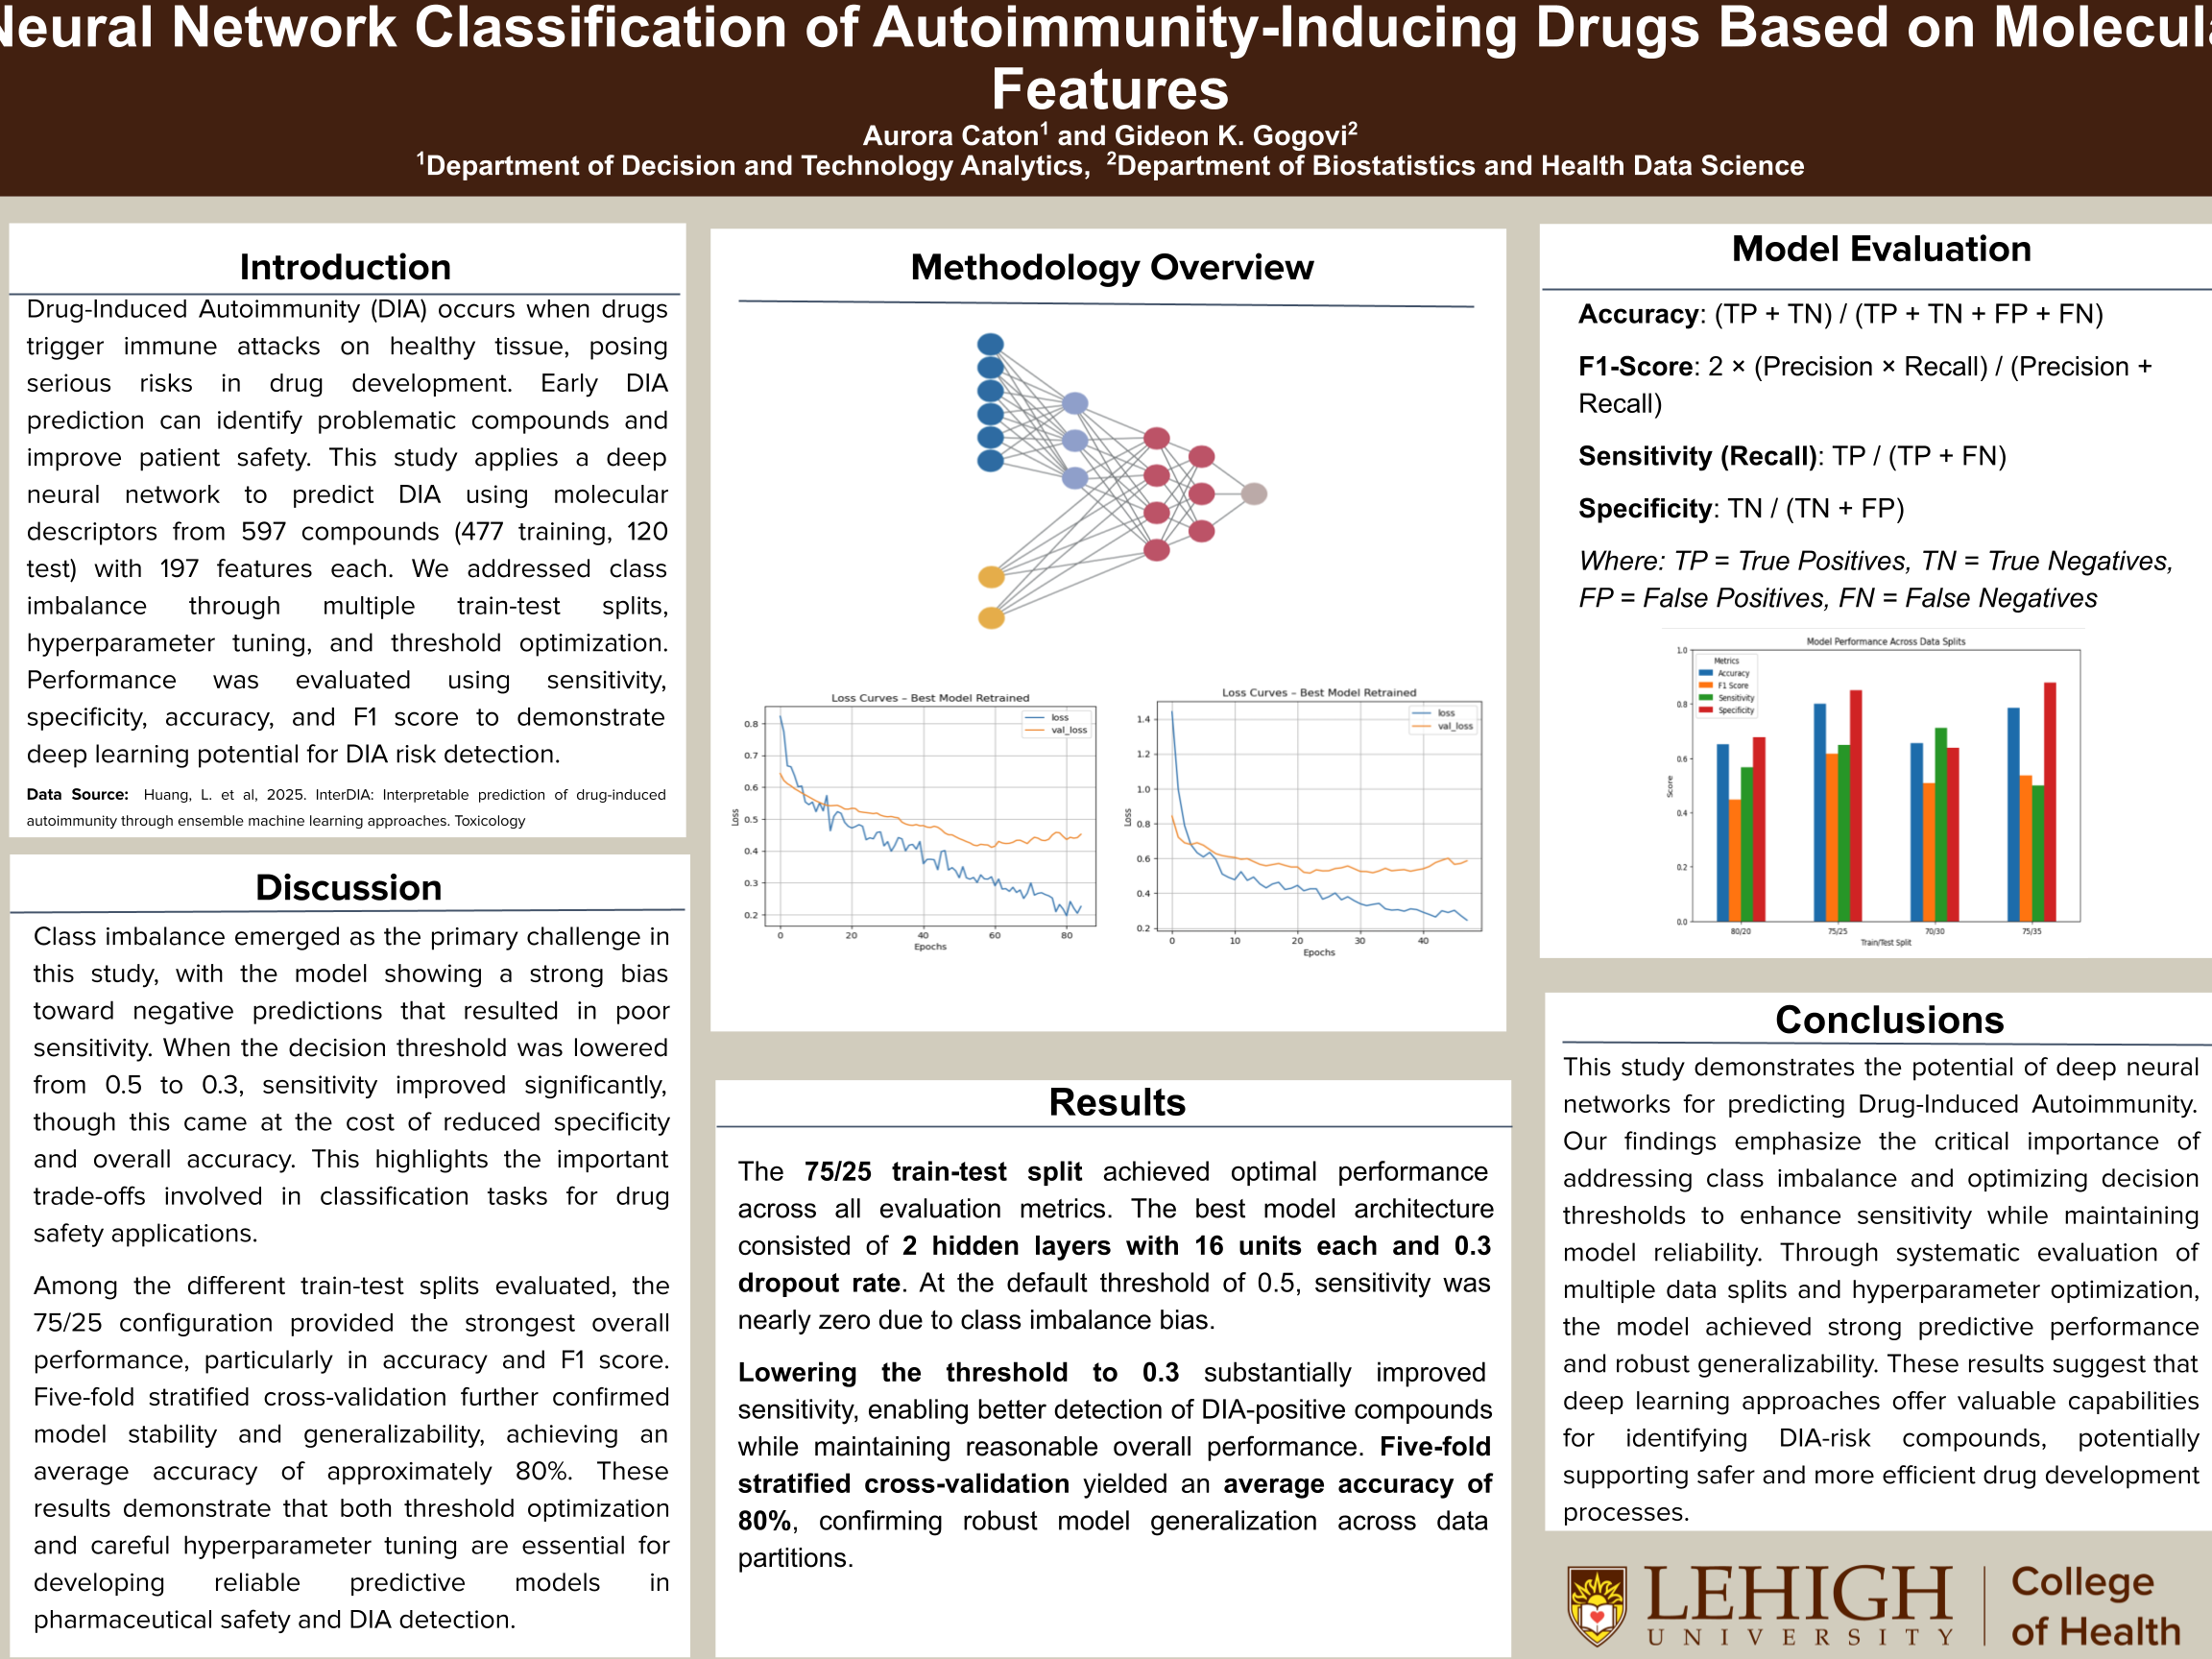 Neural Network Classification of Autoimmunity-Inducing Drugs Based on Molecula
Features
Aurora Caton1 and Gideon K. Gogovi2
1Department of Decision and Technology Analytics, 2Department of Biostatistics and Health Data Science
Introduction
Drug-Induced Autoimmunity (DIA) occurs when drugs
trigger immune attacks on healthy tissue, posing
serious risks in drug development. Early DIA
prediction can identify problematic compounds and
improve patient safety. This study applies a deep
neural network to predict DIA using molecular
descriptors from 597 compounds (477 training, 120
test) with 197 features each. We addressed class
imbalance through multiple train-test splits,
hyperparameter tuning, and threshold optimization.
Performance was evaluated using sensitivity,
specificity, accuracy, and F1 score to demonstrate
deep learning potential for DIA risk detection.
Data Source: Huang, L. et al, 2025. InterDIA: Interpretable prediction of drug-induced
autoimmunity through ensemble machine learning approaches. Toxicology
Discussion
Class imbalance emerged as the primary challenge in
this study, with the model showing a strong bias
toward negative predictions that resulted in poor
sensitivity. When the decision threshold was lowered
from 0.5 to 0.3, sensitivity improved significantly,
though this came at the cost of reduced specificity
and overall accuracy. This highlights the important
trade-offs involved in classification tasks for drug
safety applications.
Among the different train-test splits evaluated, the
75/25 configuration provided the strongest overall
performance, particularly in accuracy and F1 score.
Five-fold stratified cross-validation further confirmed
model stability and generalizability, achieving an
average accuracy of approximately 80%. These
results demonstrate that both threshold optimization
and careful hyperparameter tuning are essential for
developing reliable predictive models in
pharmaceutical safety and DIA detection.
Methodology Overview
Loss Curves – Best Model Retrained
loss
val_loss
0.8
0.7
0.6
0.5
0.4
0.3
0.2
Loss
0 20 40 60 80
Epochs
Loss Curves – Best Model Retrained
loss
val_loss
1.4
1.2
1.0
0.8
0.6
0.4
0.2
Loss
0 10 20 30 40
Epochs
Results
The 75/25 train-test split achieved optimal performance
across all evaluation metrics. The best model architecture
consisted of 2 hidden layers with 16 units each and 0.3
dropout rate. At the default threshold of 0.5, sensitivity was
nearly zero due to class imbalance bias.
Lowering the threshold to 0.3 substantially improved
sensitivity, enabling better detection of DIA-positive compounds
while maintaining reasonable overall performance. Five-fold
stratified cross-validation yielded an average accuracy of
80%, confirming robust model generalization across data
partitions.
Model Evaluation
Accuracy: (TP + TN) / (TP + TN + FP + FN)
F1-Score: 2 × (Precision × Recall) / (Precision +
Recall)
Sensitivity (Recall): TP / (TP + FN)
Specificity: TN / (TN + FP)
Where: TP = True Positives, TN = True Negatives,
FP = False Positives, FN = False Negatives
Model Performance Across Data Splits
Metrics
Accuracy
F1 Score
Sensitivity
Specificity
1.0
0.8
0.6
0.4
0.2
0.0
Score
80/20 75/25 70/30 75/35
Train/Test Split
Conclusions
This study demonstrates the potential of deep neural
networks for predicting Drug-Induced Autoimmunity.
Our findings emphasize the critical importance of
addressing class imbalance and optimizing decision
thresholds to enhance sensitivity while maintaining
model reliability. Through systematic evaluation of
multiple data splits and hyperparameter optimization,
the model achieved strong predictive performance
and robust generalizability. These results suggest that
deep learning approaches offer valuable capabilities
for identifying DIA-risk compounds, potentially
supporting safer and more efficient drug development
processes.
LEHIGH
UNIVERSITY
College
of Health